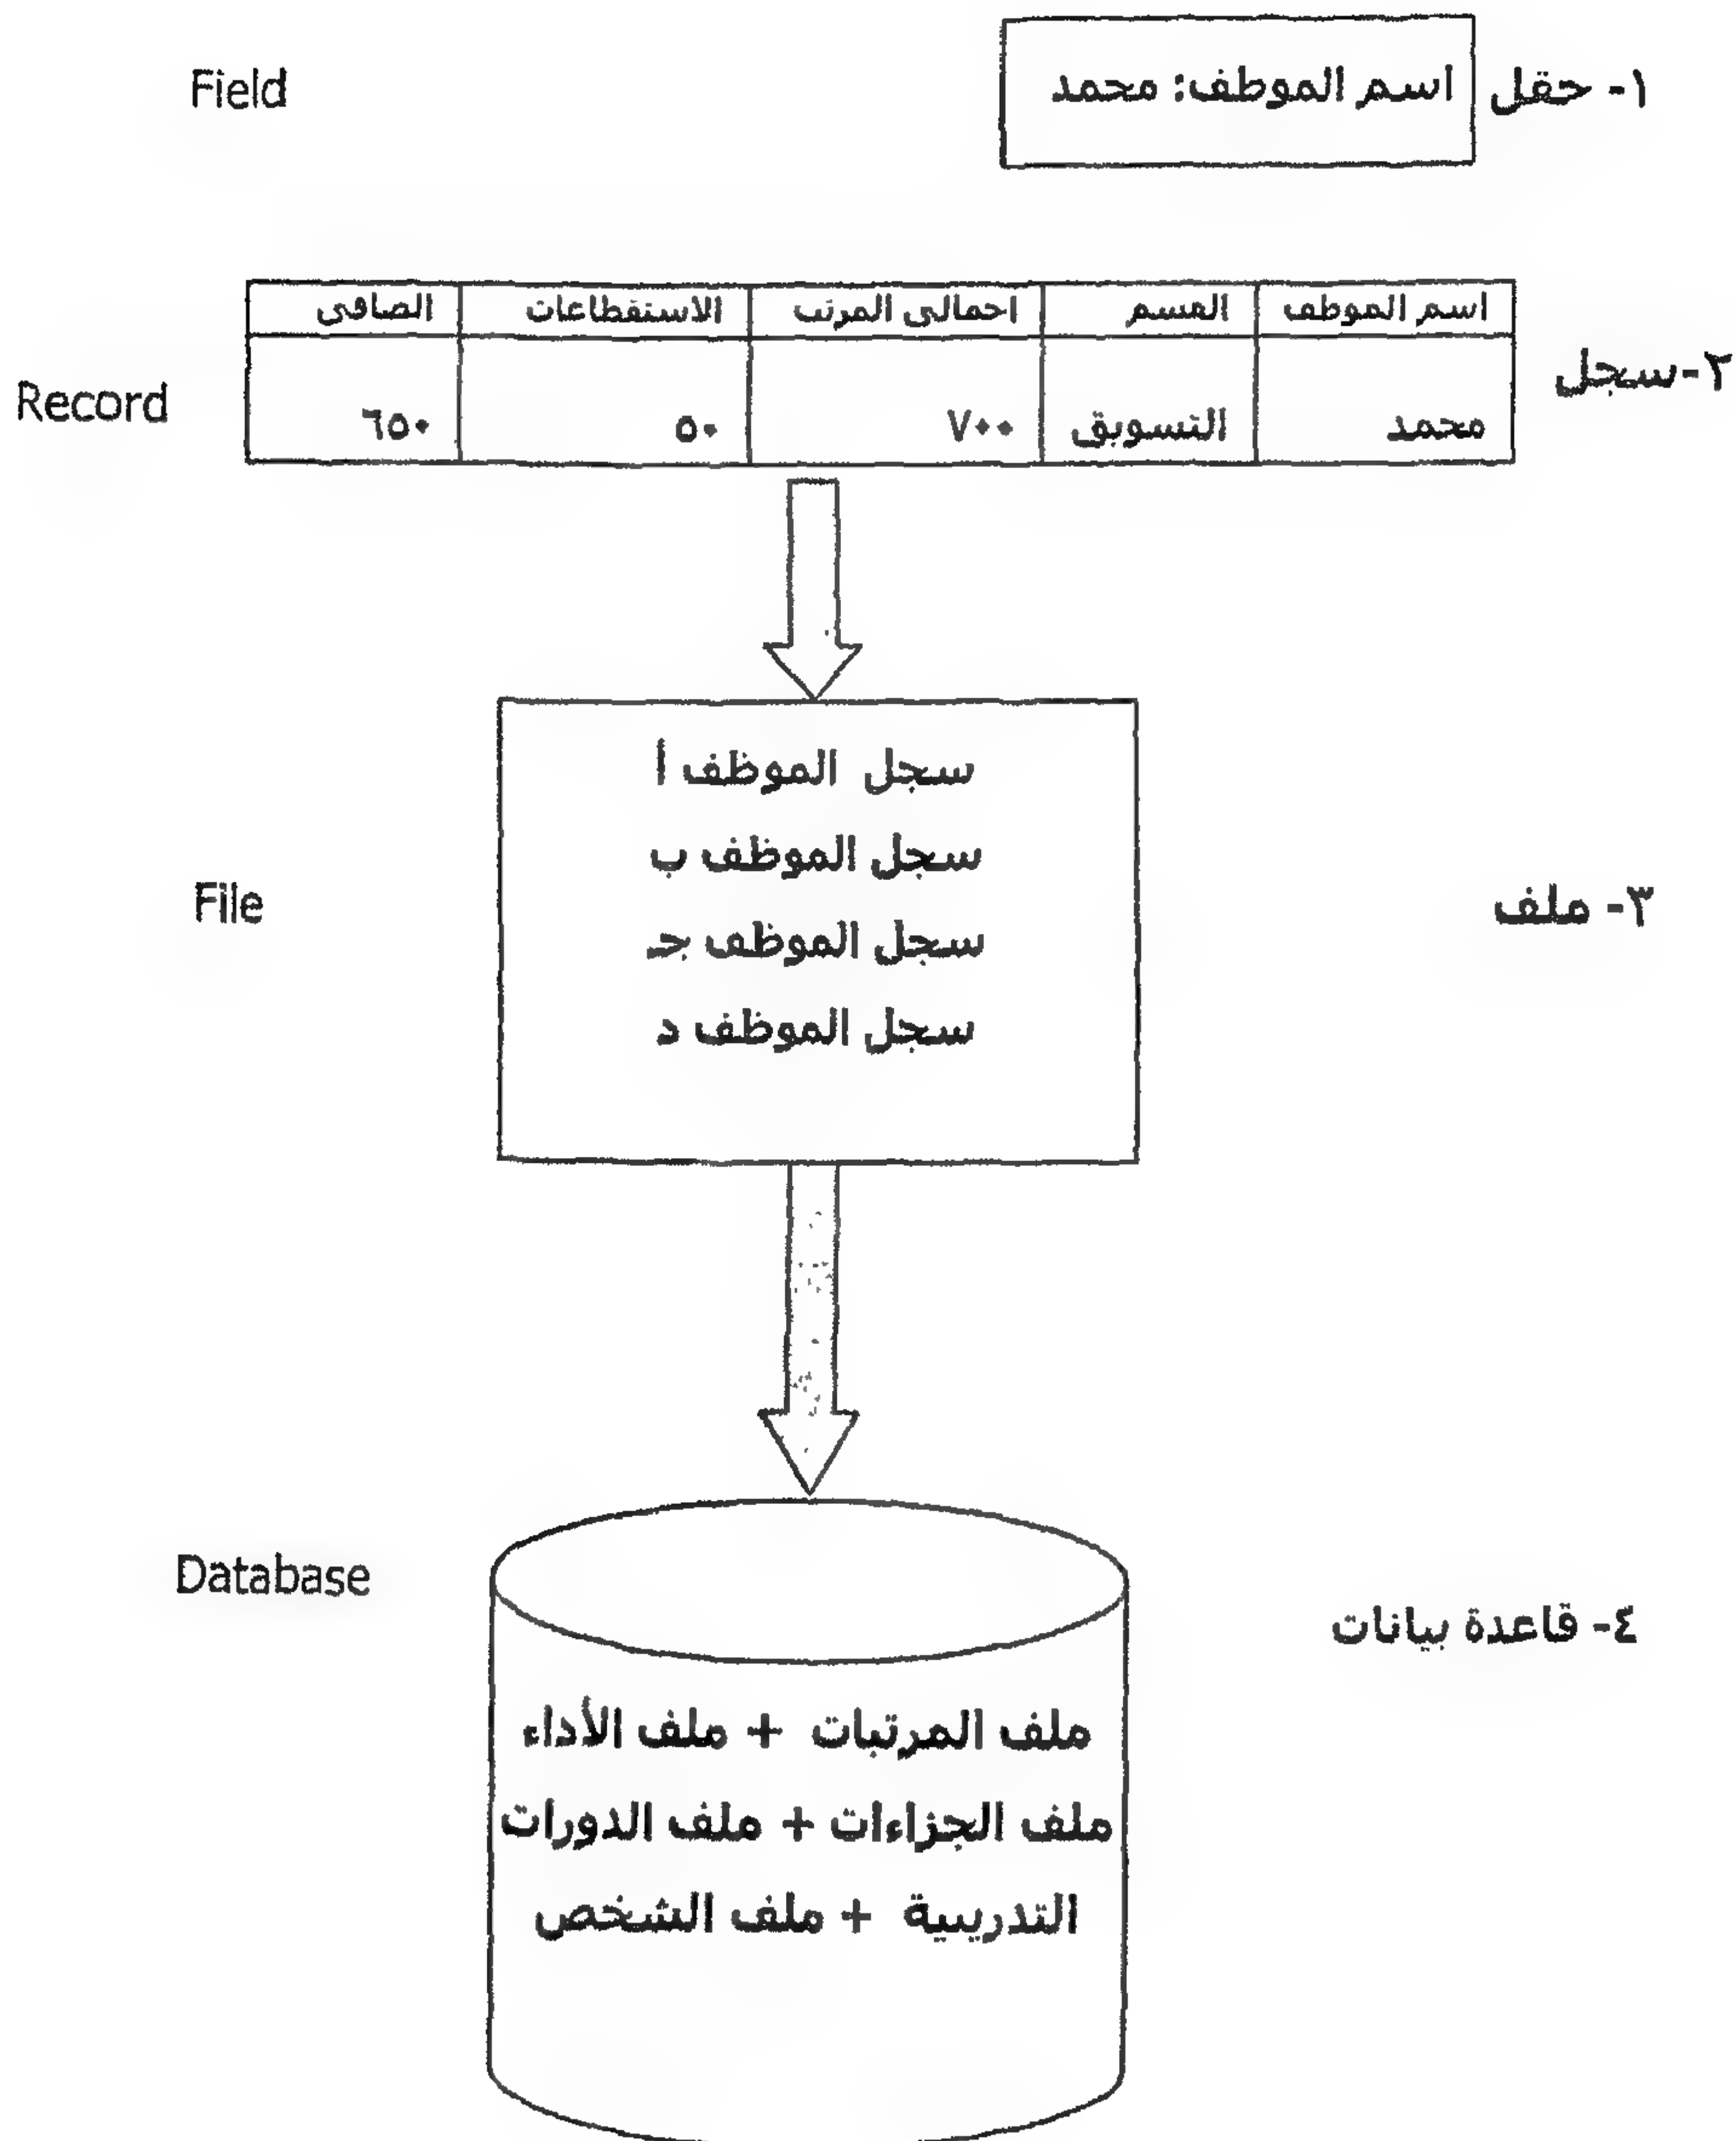 ١- حقل اسم الموظف: محمد Field
اسم الموظف القسم اجمالى المرتب الاستقطاعات الصافى
٢-سجل
محمد التسويق ٧٠٠ ٥٠ ٦٥٠ Record
سجل الموظف أ
سجل الموظف ب
٣- ملف File
سجل الموظف جـ
سجل الموظف د
Database
٤- قاعدة بيانات
ملف المرتبات + ملف الأداء
ملف الجزاءات + ملف الدورات
التدريبية + ملف الشخص